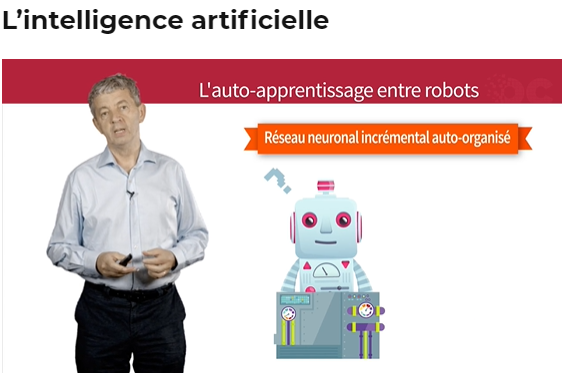 L’intelligence artificielle
L'auto-apprentissage entre robots
Réseau neuronal incrémental auto-organisé